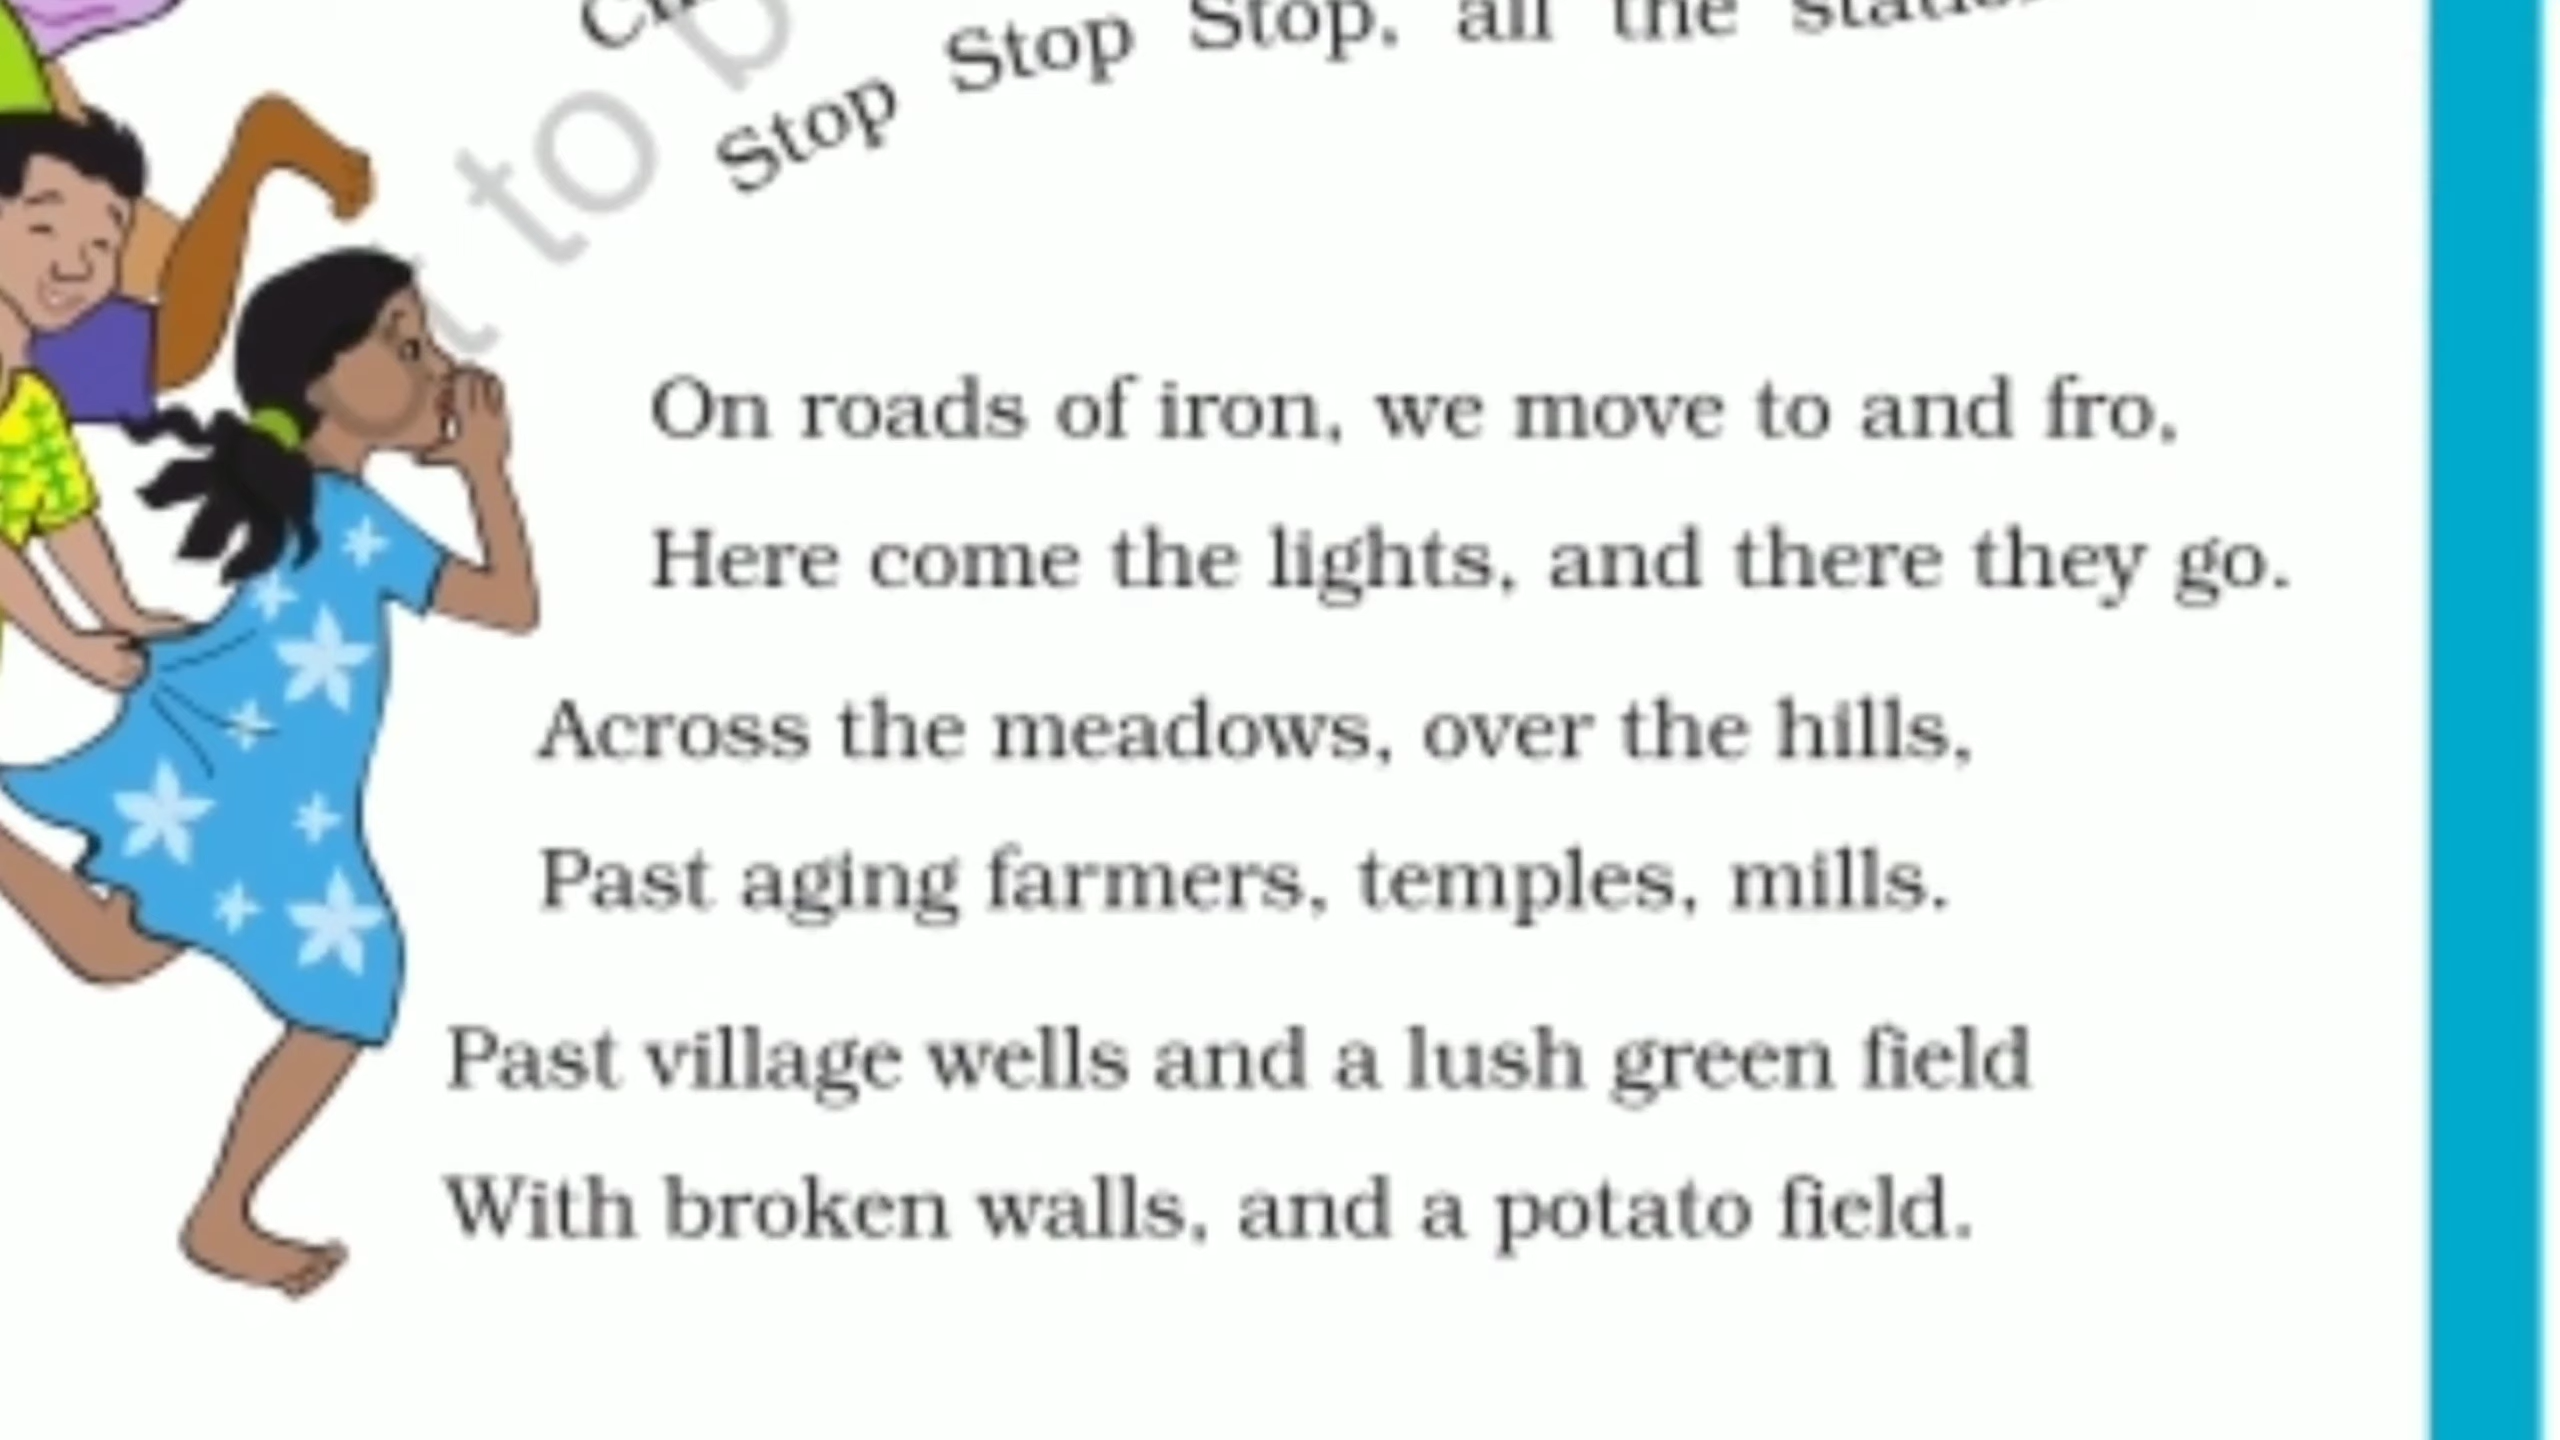 Stop Stop Stop, all the
On roads of iron, we move to and fro,
Here come the lights, and there they go.
Across the meadows, over the hills,
Past aging farmers, temples, mills.
Past village wells and a lush green field
With broken walls, and a potato field.
to